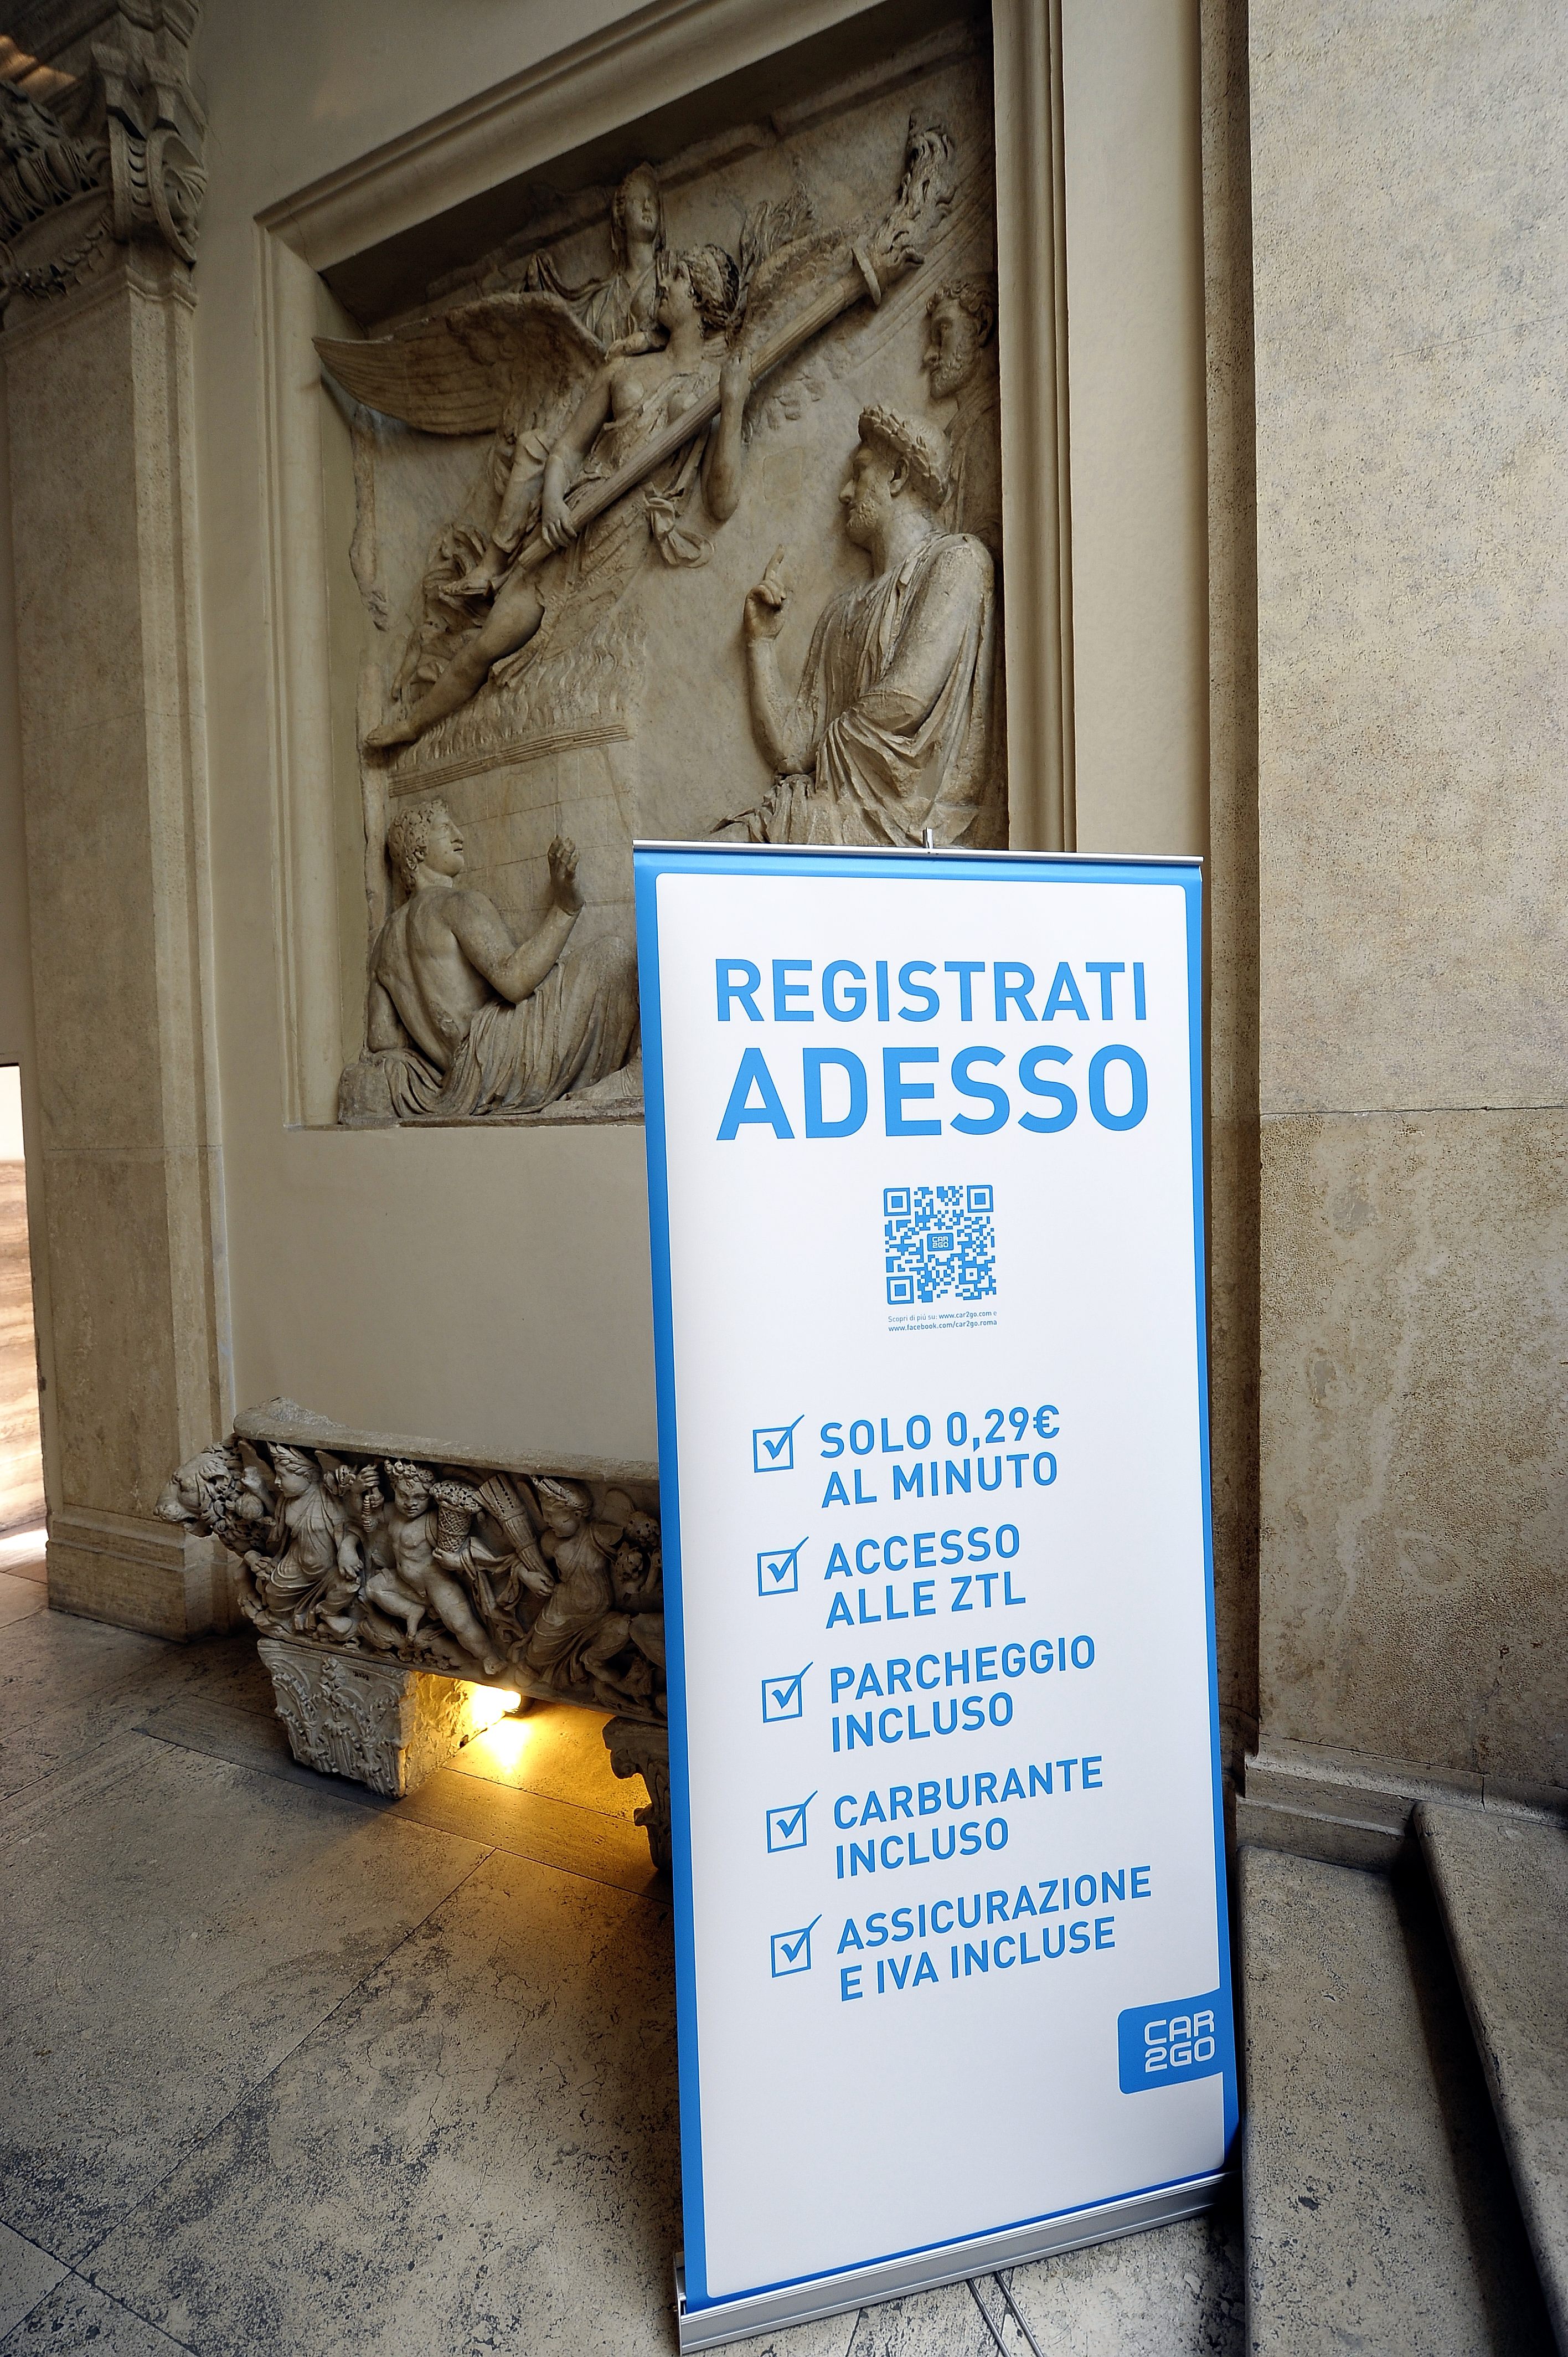 REGISTRATI
ADESSO
CAR
2GO
Scopri di più su: www.car2go.com e
www.facebook.com/car2go.roma
SOLO 0,29€
AL MINUTO
ACCESSO
ALLE ZTL
PARCHEGGIO
INCLUSO
CARBURANTE
INCLUSO
ASSICURAZIONE
E IVA INCLUSE
CAR
2GO